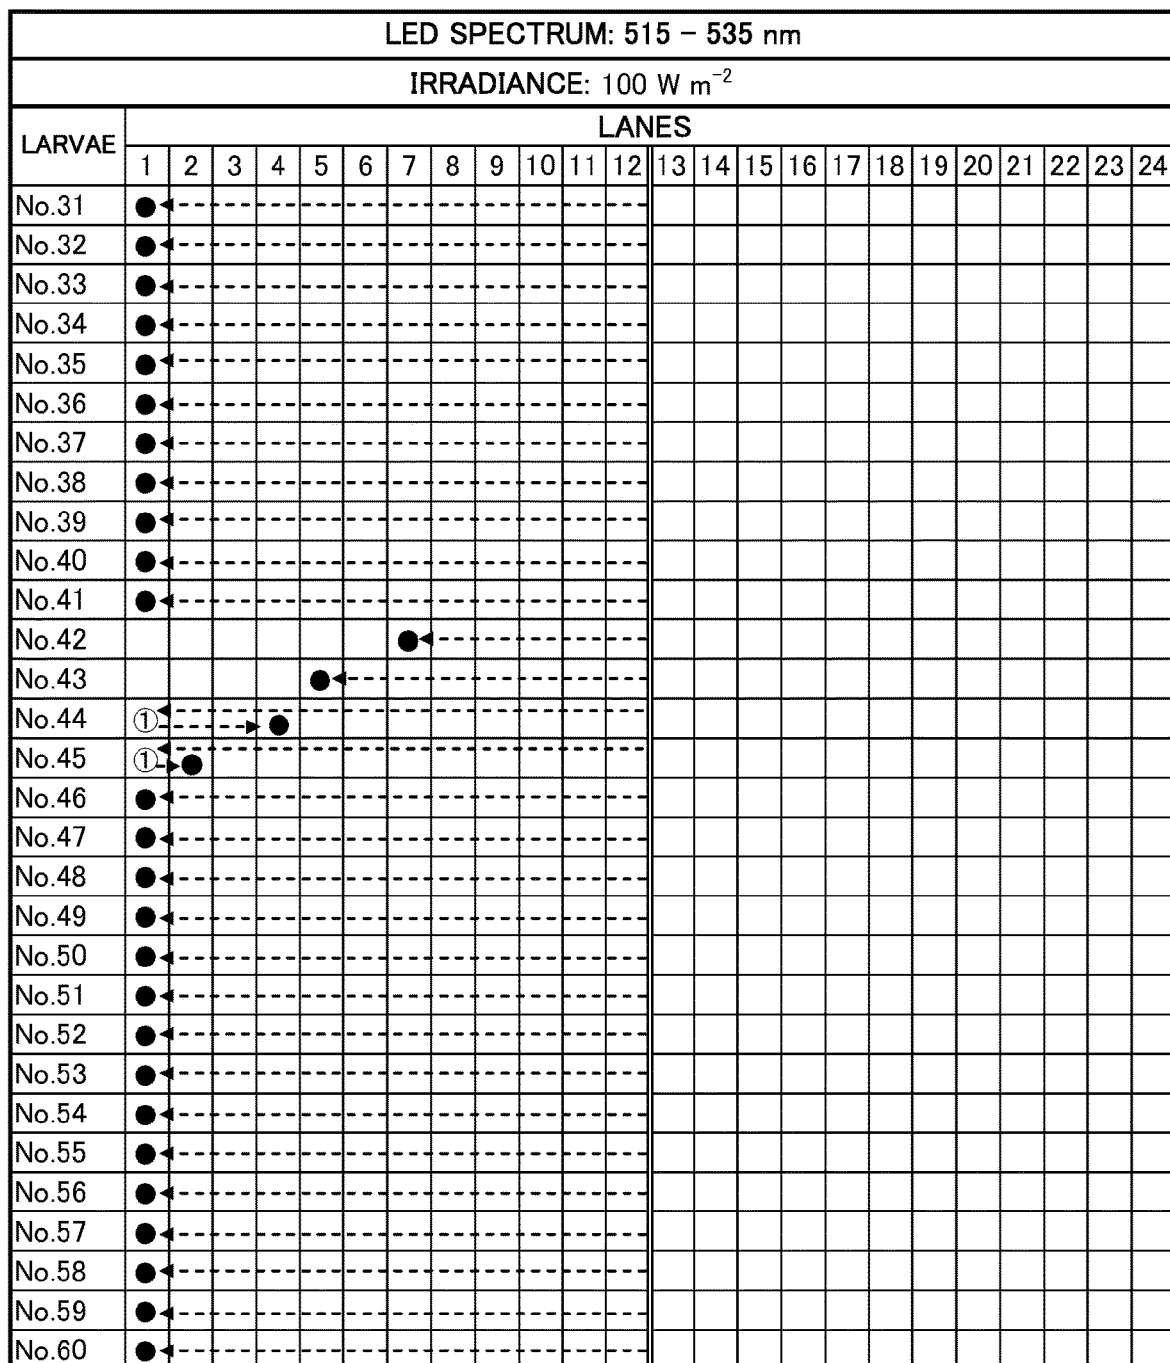 LED SPECTRUM: 515 – 535 nm
IRRADIANCE: 100 W m⁻²
LARVAE LANES
1 2 3 4 5 6 7 8 9 10 11 12 13 14 15 16 17 18 19 20 21 22 23 24
No.31
No.32
No.33
No.34
No.35
No.36
No.37
No.38
No.39
No.40
No.41
No.42
No.43
No.44 ①
No.45 ①
No.46
No.47
No.48
No.49
No.50
No.51
No.52
No.53
No.54
No.55
No.56
No.57
No.58
No.59
No.60